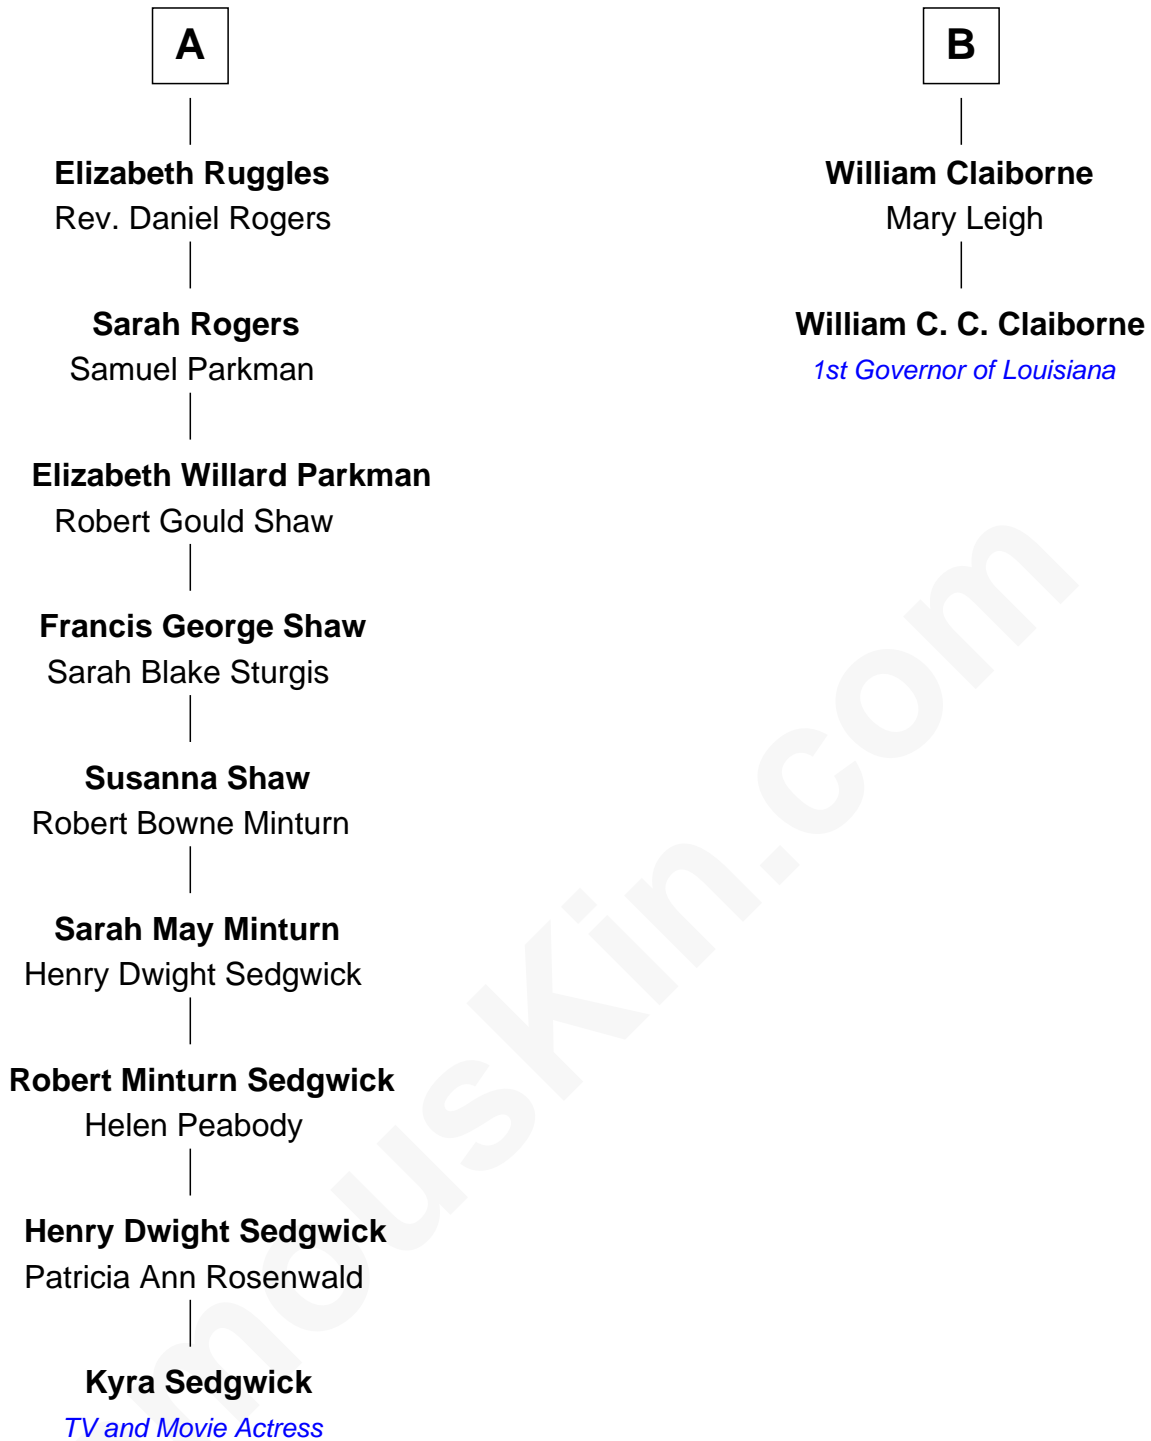 A
Elizabeth Ruggles
Rev. Daniel Rogers
Sarah Rogers
Samuel Parkman
Elizabeth Willard Parkman
Robert Gould Shaw
Francis George Shaw
Sarah Blake Sturgis
Susanna Shaw
Robert Bowne Minturn
Sarah May Minturn
Henry Dwight Sedgwick
Robert Minturn Sedgwick
Helen Peabody
Henry Dwight Sedgwick
Patricia Ann Rosenwald
Kyra Sedgwick
TV and Movie Actress
B
William Claiborne
Mary Leigh
William C. C. Claiborne
1st Governor of Louisiana
mousKin.com